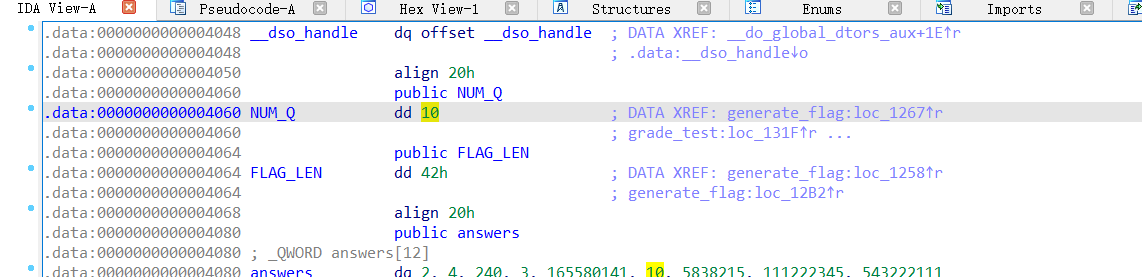 IDA View-A Pseudocode-A Hex View-1 Structures Enums Imports
.data:0000000000004048 __dso_handle dq offset __dso_handle ; DATA XREF: __do_global_dtors_aux+1E↑r
.data:0000000000004048 ; .data:__dso_handle↓o
.data:0000000000004050 align 20h
.data:0000000000004060 public NUM_Q
.data:0000000000004060 NUM_Q dd 10 ; DATA XREF: generate_flag:loc_1267↑r
.data:0000000000004060 ; grade_test:loc_131F↑r ...
.data:0000000000004064 public FLAG_LEN
.data:0000000000004064 FLAG_LEN dd 42h ; DATA XREF: generate_flag:loc_1258↑r
.data:0000000000004064 ; generate_flag:loc_12B2↑r
.data:0000000000004068 align 20h
.data:0000000000004080 public answers
.data:0000000000004080 ; _QWORD answers[12]
.data:0000000000004080 answers dq 2, 4, 240, 3, 165580141, 10, 5838215, 111222345, 543222111